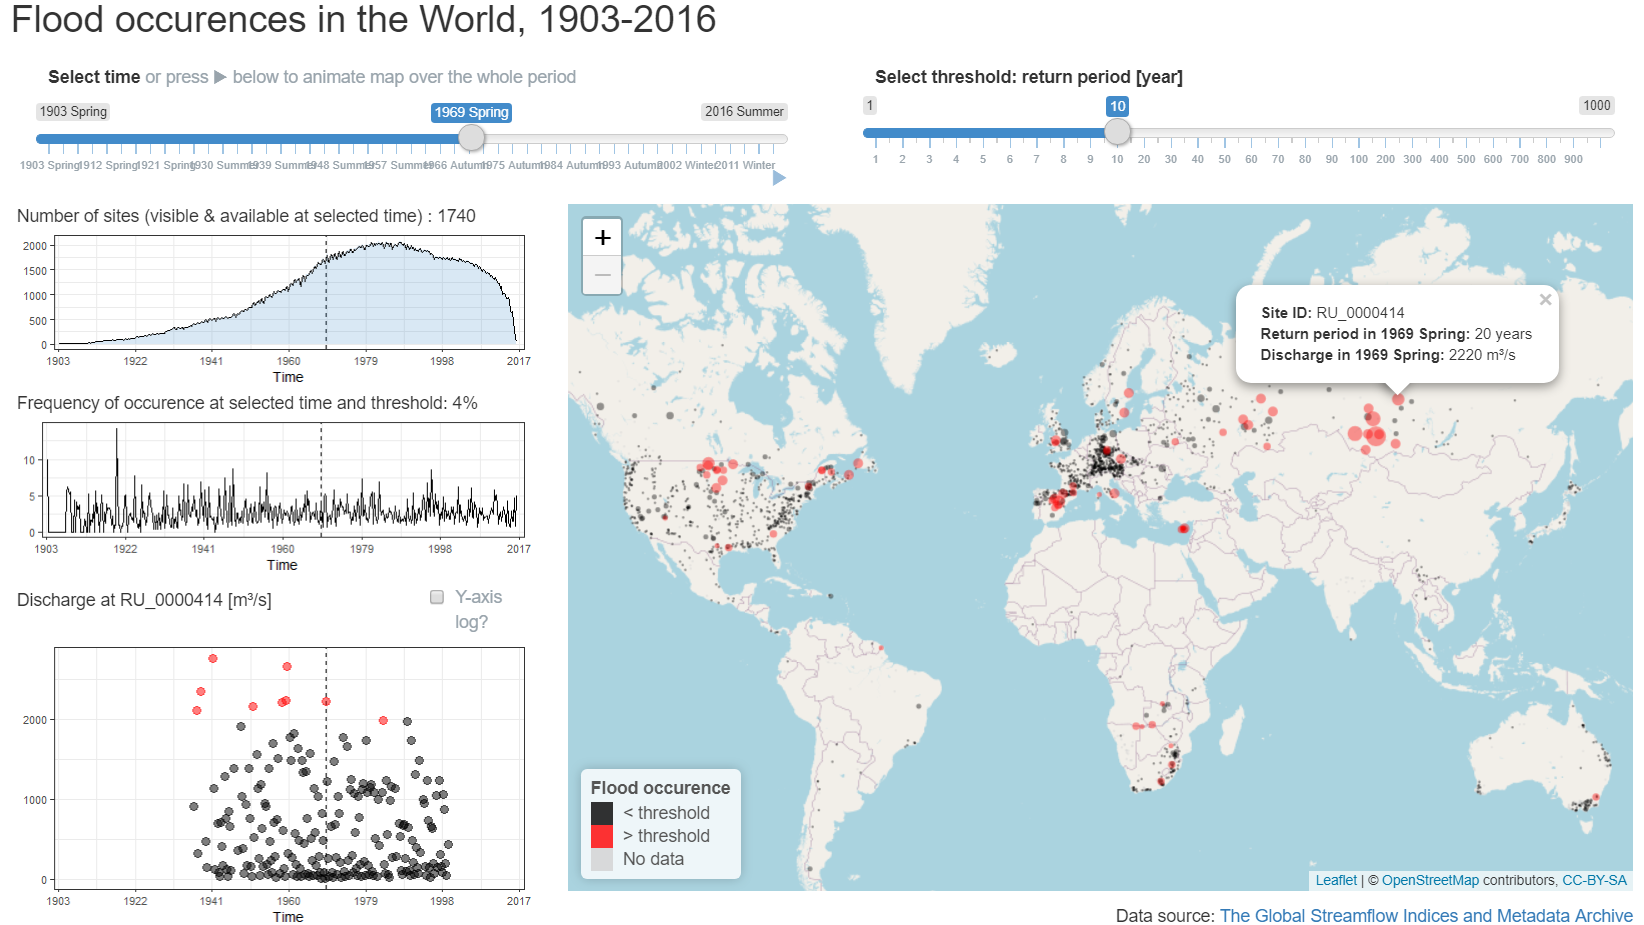 Flood occurences in the World, 1903-2016
Select time or press ▶ below to animate map over the whole period
1903 Spring
1969 Spring
2016 Summer
1903 Spring 1912 Spring 1921 Spring 1930 Summer 1939 Summer 1948 Summer 1957 Summer 1966 Autumn 1975 Autumn 1984 Autumn 1993 Autumn 2002 Winter 2011 Winter
Select threshold: return period [year]
1
10
1000
1 2 3 4 5 6 7 8 9 10 20 30 40 50 60 70 80 90 100 200 300 400 500 600 700 800 900
Number of sites (visible & available at selected time) : 1740
2000
1500
1000
500
0
1903 1922 1941 1960 1979 1998 2017
Time
Frequency of occurence at selected time and threshold: 4%
10
5
0
1903 1922 1941 1960 1979 1998 2017
Time
Discharge at RU_0000414 [m³/s]
Y-axis
log?
2000
1000
0
1903 1922 1941 1960 1979 1998 2017
Time
+
−
×
Site ID: RU_0000414
Return period in 1969 Spring: 20 years
Discharge in 1969 Spring: 2220 m³/s
Flood occurence
< threshold
> threshold
No data
Leaflet | © OpenStreetMap contributors, CC-BY-SA
Data source: The Global Streamflow Indices and Metadata Archive